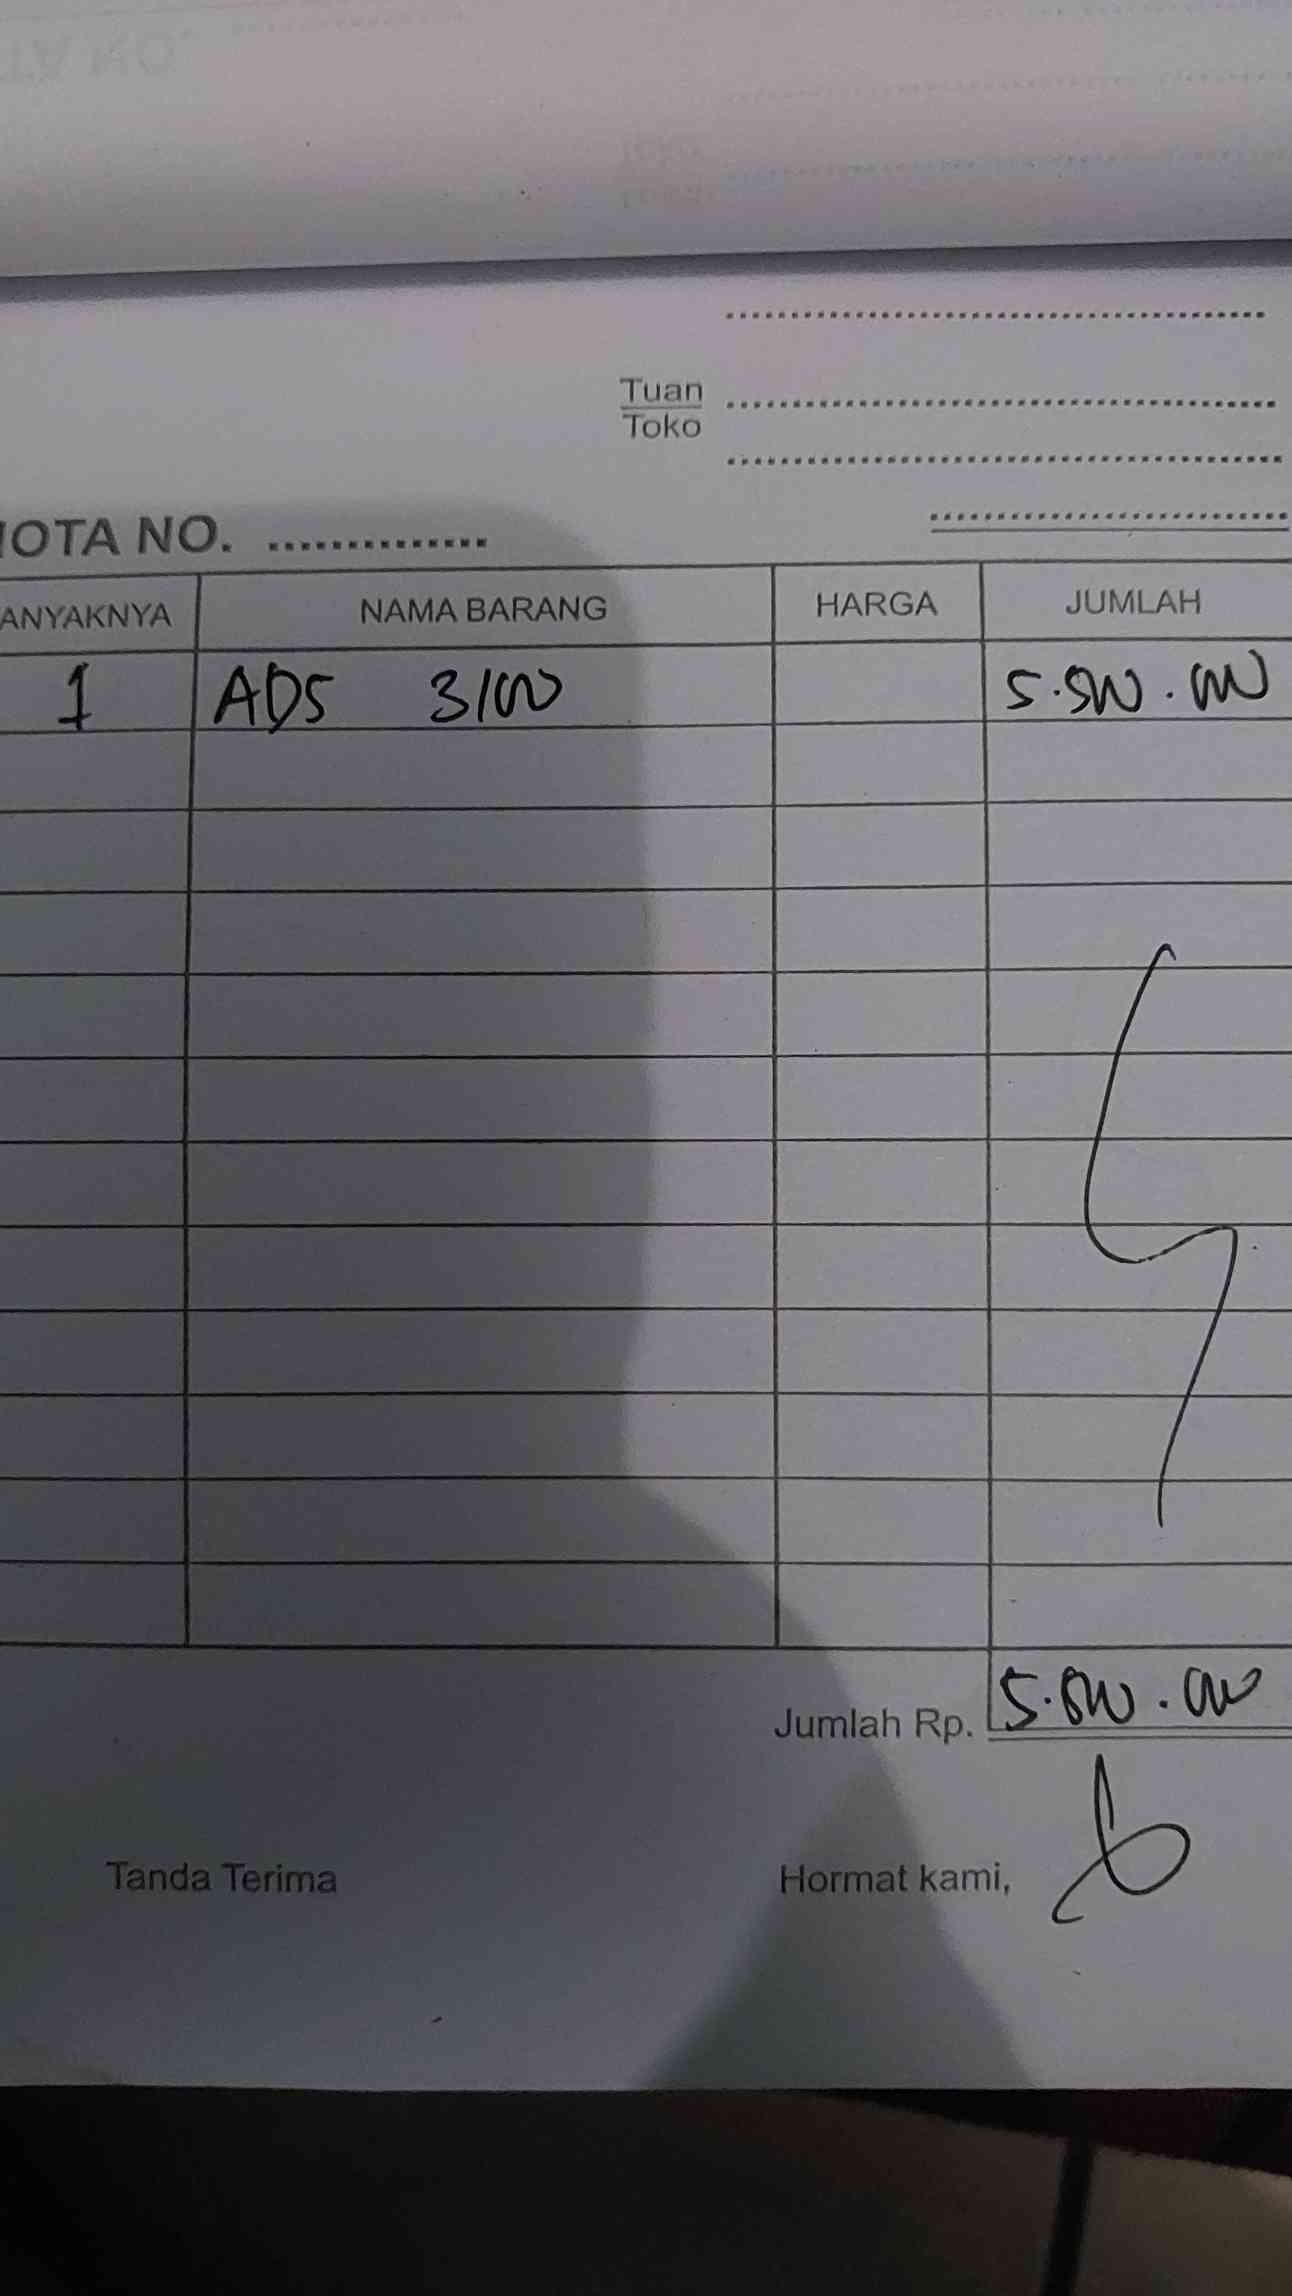 Tuan
Toko
NOTA NO. ..............
ANYAKNYA NAMA BARANG HARGA JUMLAH
1 ADS 3100 5.500.000
Jumlah Rp. 5.500.000
Tanda Terima Hormat kami,